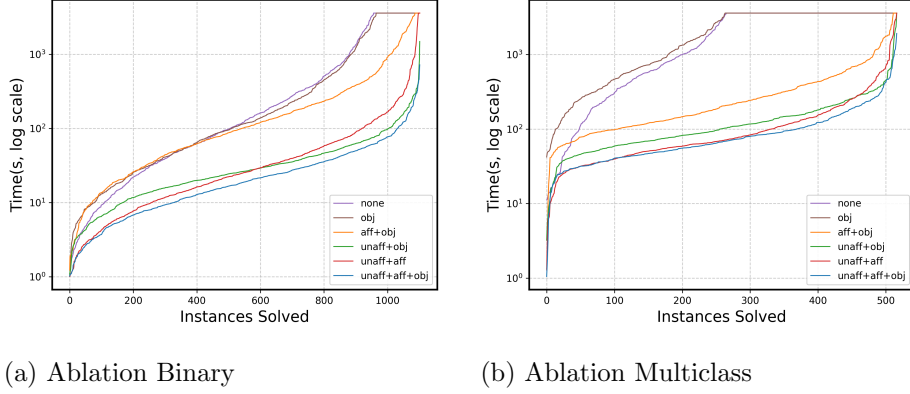 Time(s, log scale)
10³
10²
10¹
10⁰
0 200 400 600 800 1000
Instances Solved
none
obj
aff+obj
unaff+obj
unaff+aff
unaff+aff+obj
(a) Ablation Binary
Time(s, log scale)
10³
10²
10¹
10⁰
0 100 200 300 400 500
Instances Solved
none
obj
aff+obj
unaff+obj
unaff+aff
unaff+aff+obj
(b) Ablation Multiclass